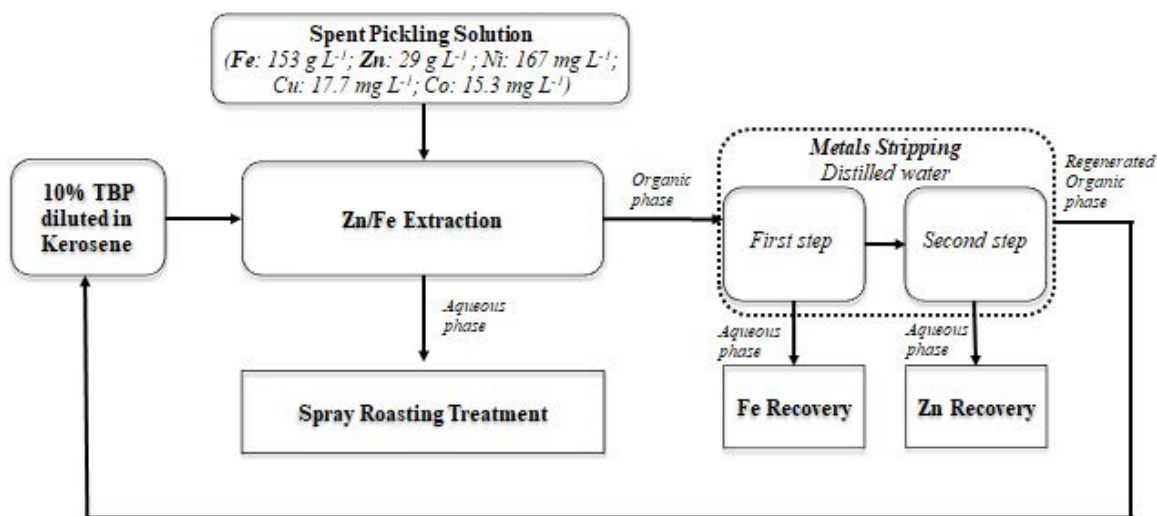 Spent Pickling Solution
(Fe: 153 g L⁻¹; Zn: 29 g L⁻¹ ; Ni: 167 mg L⁻¹;
Cu: 17.7 mg L⁻¹; Co: 15.3 mg L⁻¹)
10% TBP
diluted in
Kerosene
Zn/Fe Extraction
Organic
phase
Metals Stripping
Distilled water
First step
Second step
Regenerated
Organic
phase
Aqueous
phase
Aqueous
phase
Aqueous
phase
Spray Roasting Treatment
Fe Recovery
Zn Recovery